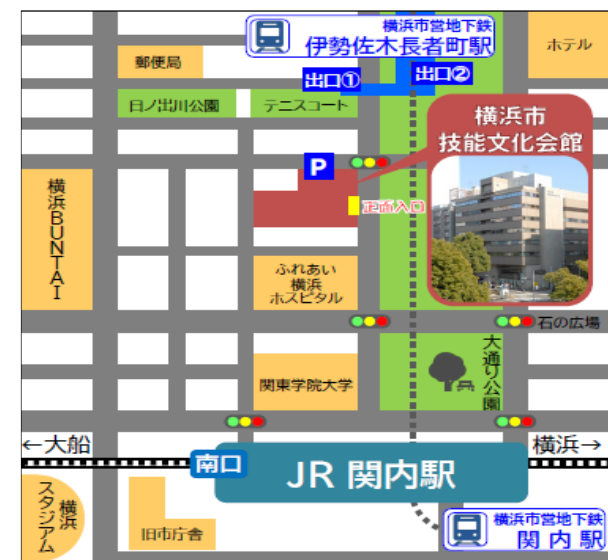 横浜市営地下鉄
伊勢佐木長者町駅
ホテル
郵便局
出口①
出口②
日ノ出川公園
テニスコート
横浜市
技能文化会館
P
正面入口
横浜BUNTAI
ふれあい
横浜
ホスピタル
石の広場
大通り公園
関東学院大学
←大船
横浜→
南口
JR 関内駅
横浜
スタジアム
旧市庁舎
横浜市営地下鉄
関内駅